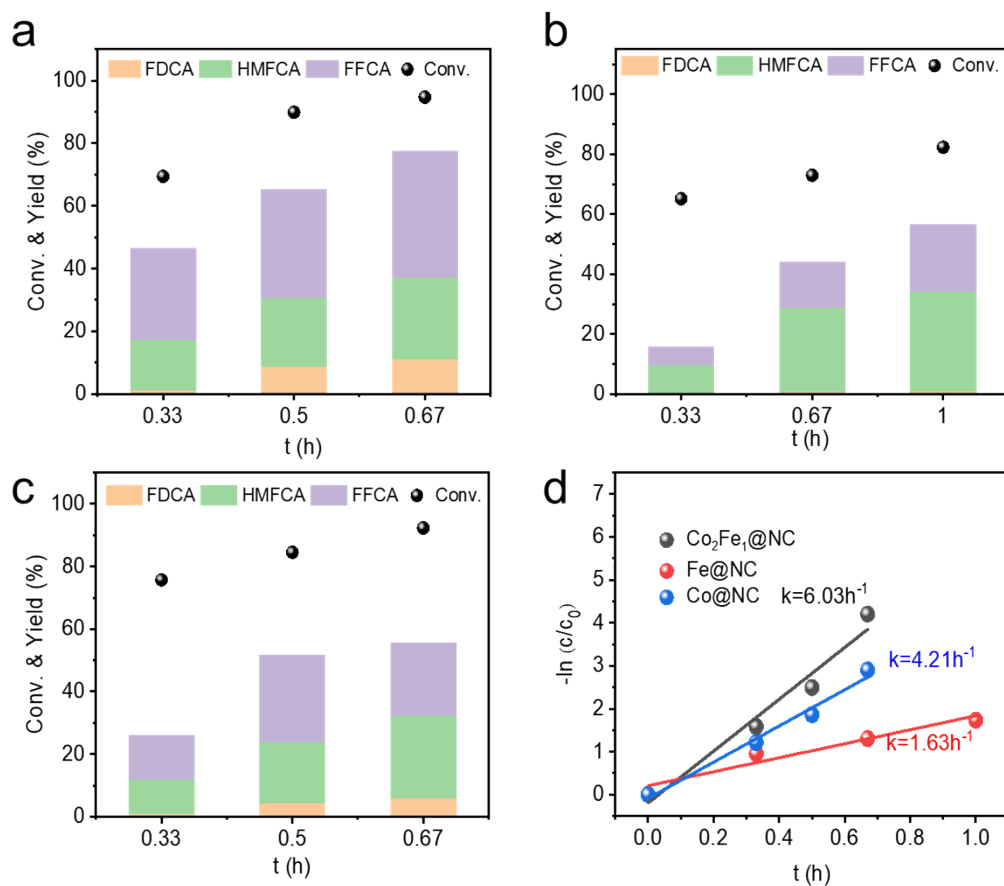 a
FDCA HMFCA FFCA Conv.
100
80
60
40
20
0
Conv. & Yield (%)
0.33 0.5 0.67
t (h)
b
FDCA HMFCA FFCA Conv.
100
80
60
40
20
0
Conv. & Yield (%)
0.33 0.67 1
t (h)
c
FDCA HMFCA FFCA Conv.
100
80
60
40
20
0
Conv. & Yield (%)
0.33 0.5 0.67
t (h)
d
7
6
5
4
3
2
1
0
-ln (c/c₀)
Co₂Fe₁@NC
Fe@NC
Co@NC k=6.03h⁻¹
k=4.21h⁻¹
k=1.63h⁻¹
0.0 0.2 0.4 0.6 0.8 1.0
t (h)